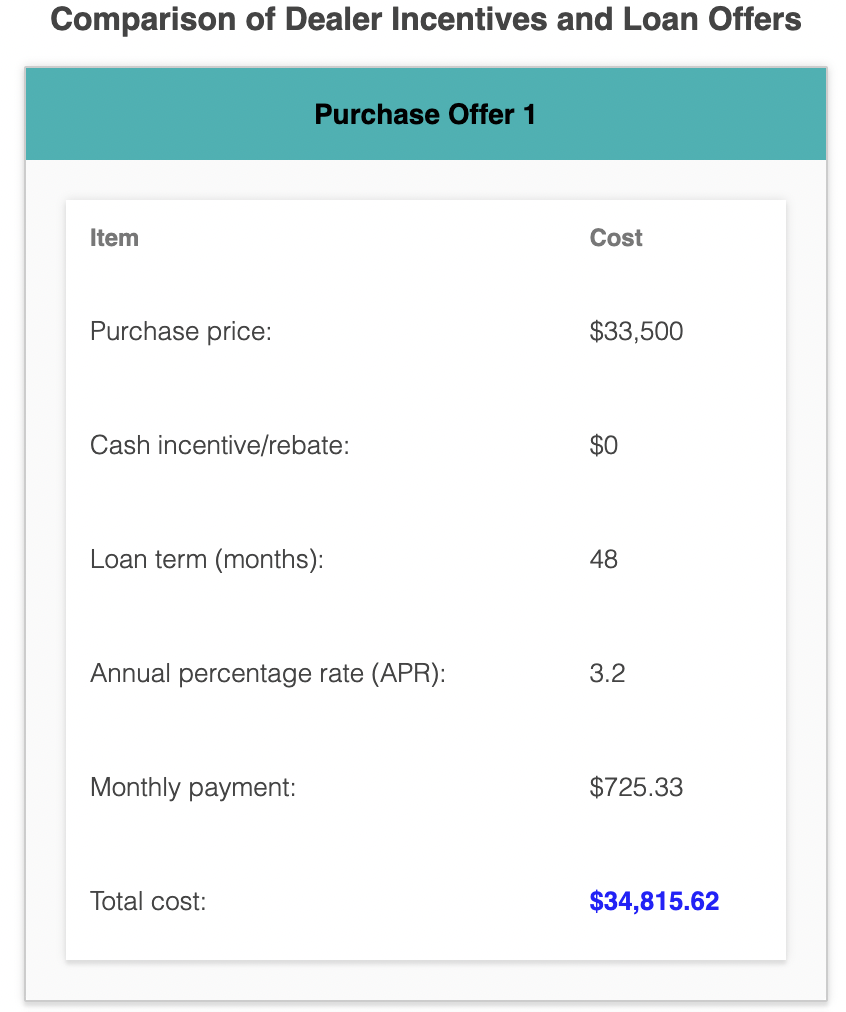 Comparison of Dealer Incentives and Loan Offers
Purchase Offer 1
Item Cost
Purchase price: $33,500
Cash incentive/rebate: $0
Loan term (months): 48
Annual percentage rate (APR): 3.2
Monthly payment: $725.33
Total cost: $34,815.62